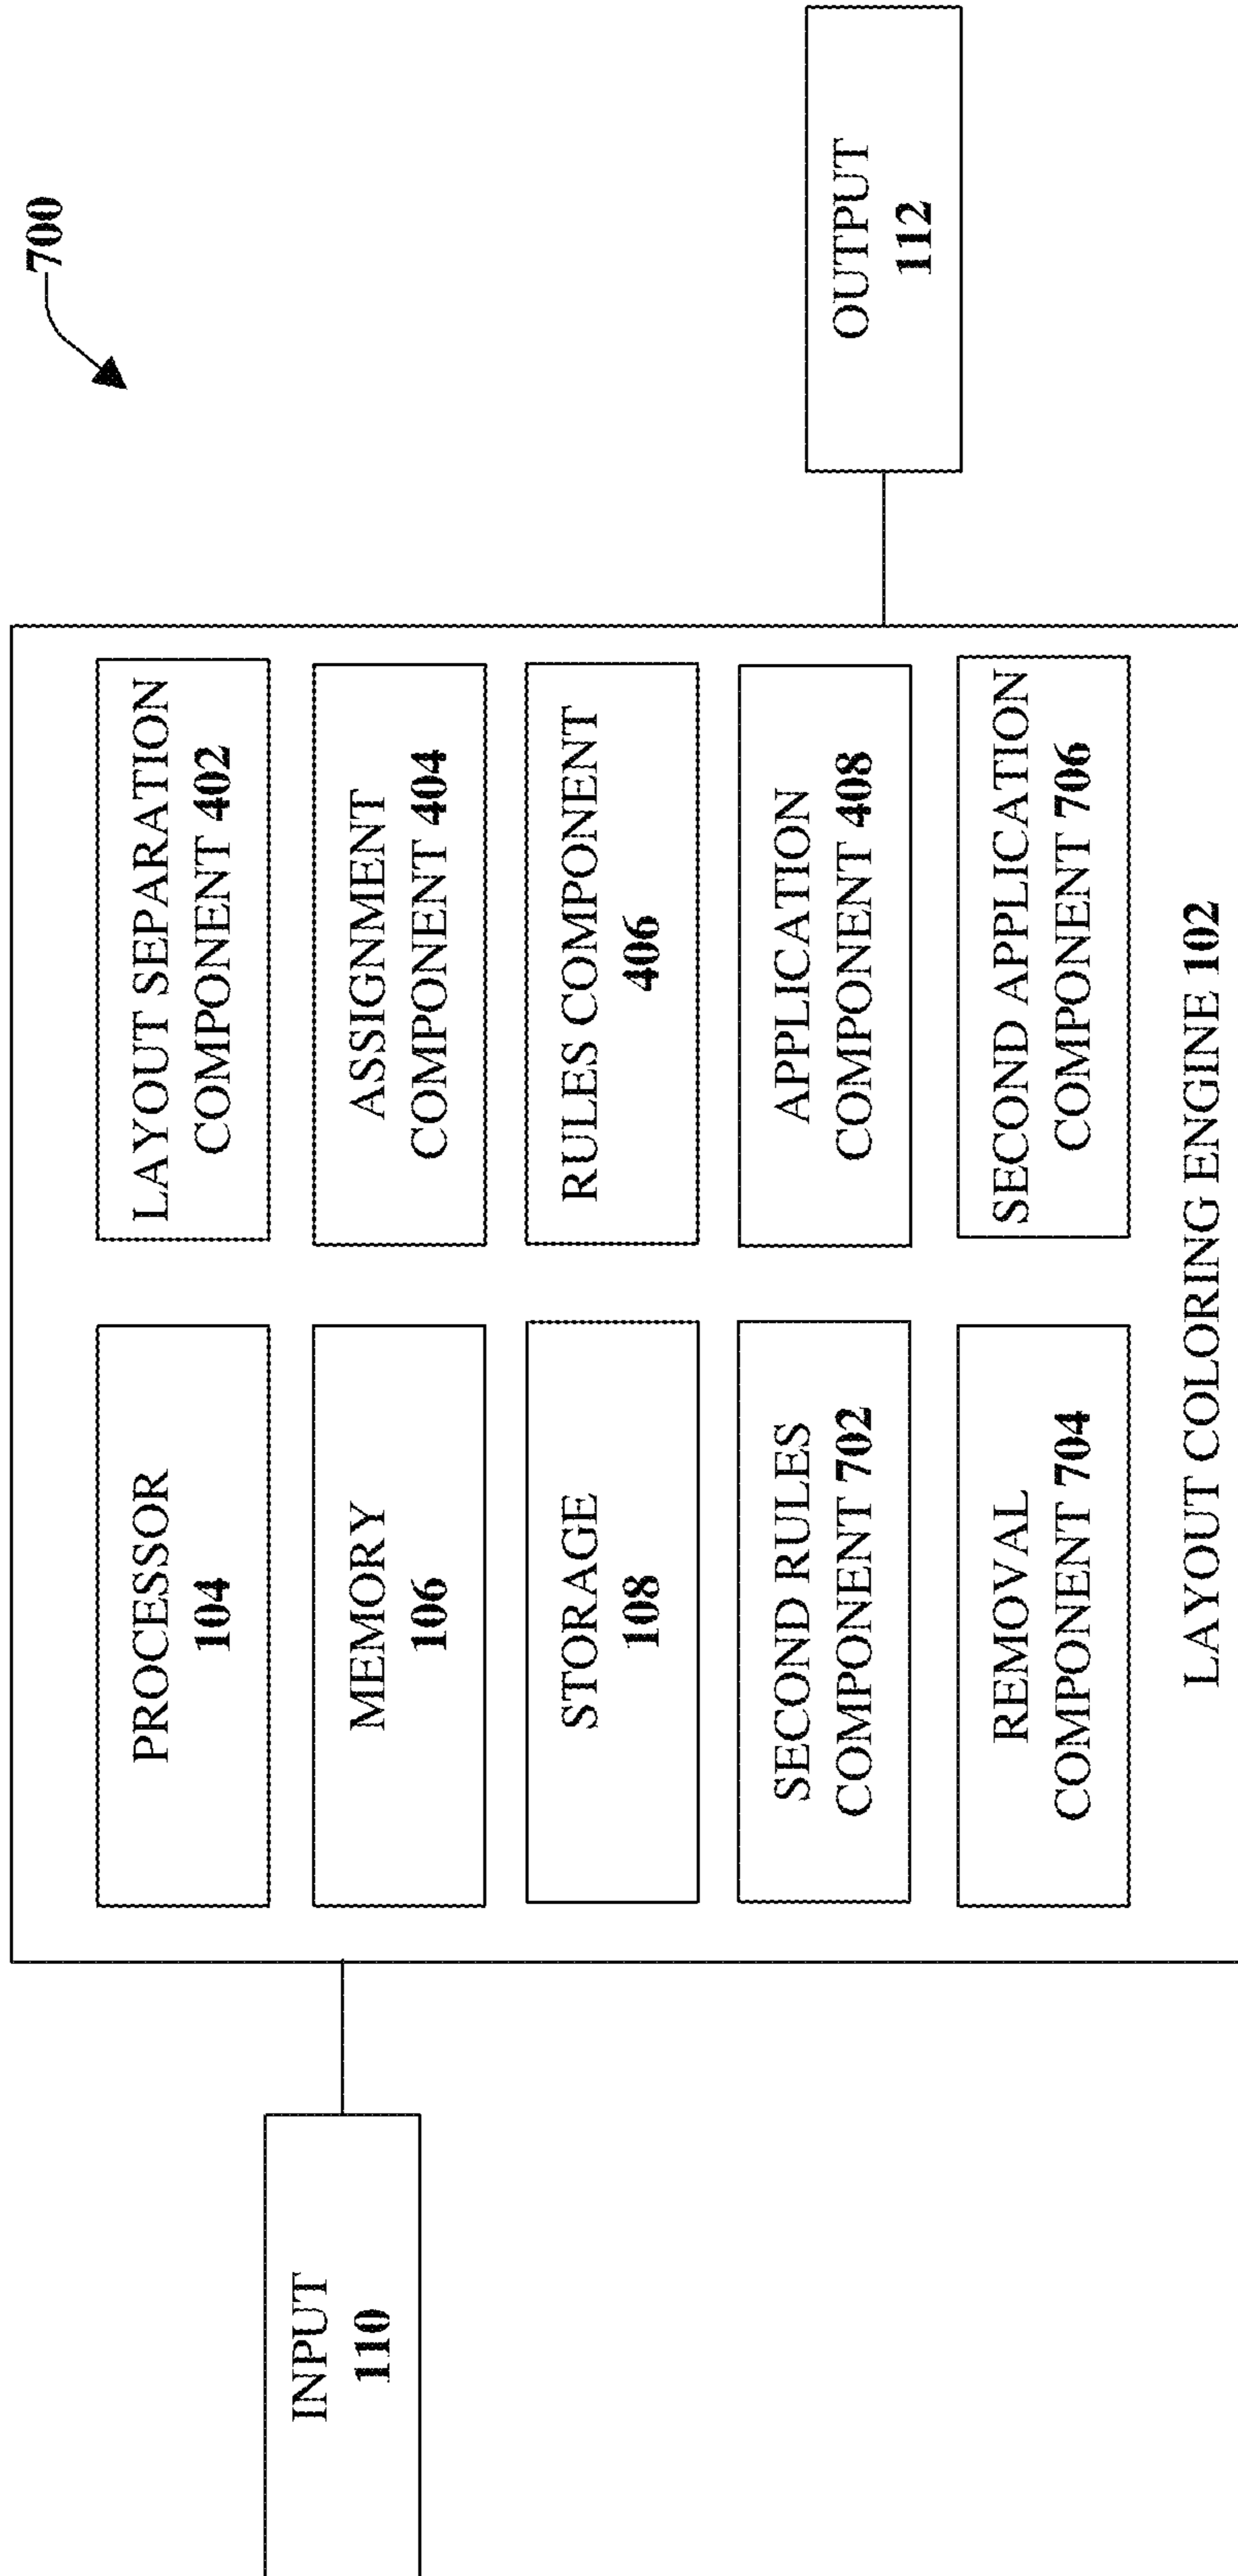 700
INPUT
110
PROCESSOR
104
LAYOUT SEPARATION
COMPONENT 402
MEMORY
106
ASSIGNMENT
COMPONENT 404
STORAGE
108
RULES COMPONENT
406
SECOND RULES
COMPONENT 702
APPLICATION
COMPONENT 408
REMOVAL
COMPONENT 704
SECOND APPLICATION
COMPONENT 706
LAYOUT COLORING ENGINE 102
OUTPUT
112